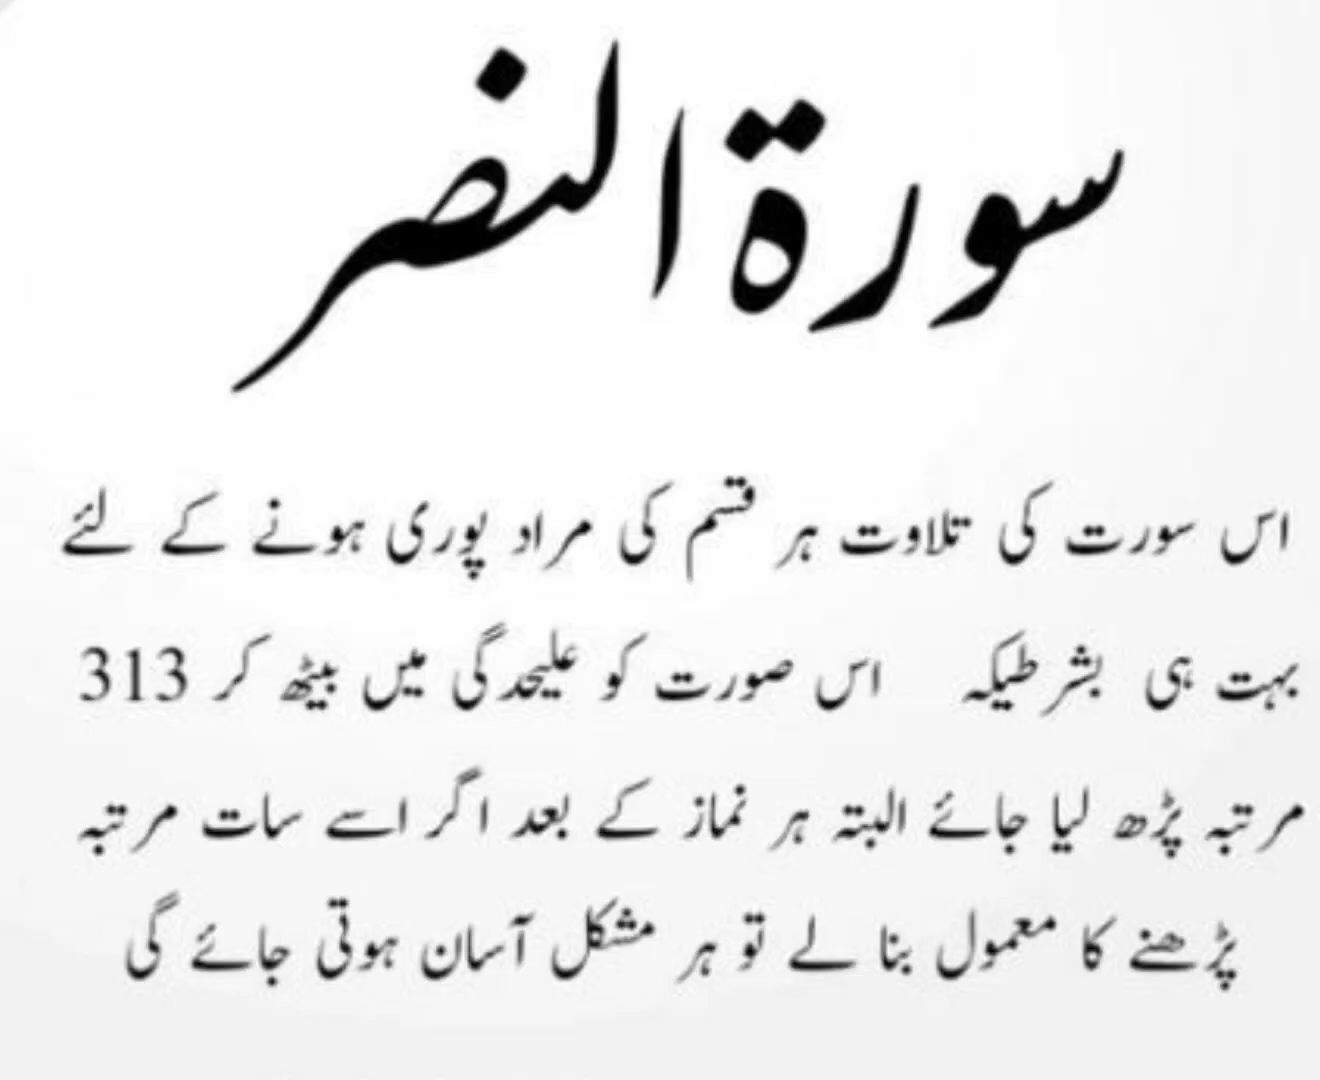 سورۃ النصر
اس سورت کی تلاوت ہر قسم کی مراد پوری ہونے کے لئے
بہت ہی بشرطیکہ اس صورت کو علیحدگی میں بیٹھ کر 313
مرتبہ پڑھ لیا جائے البتہ ہر نماز کے بعد اگر اسے سات مرتبہ
پڑھنے کا معمول بنا لے تو ہر مشکل آسان ہوتی جائے گی